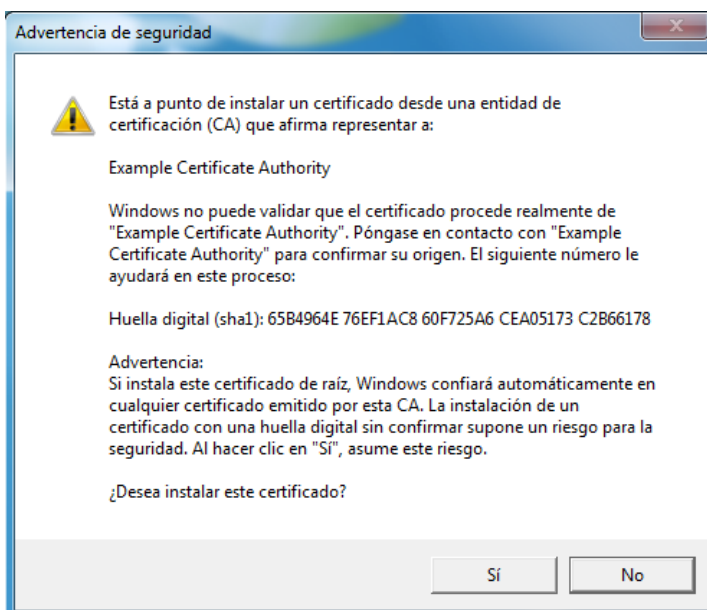 Advertencia de seguridad
Está a punto de instalar un certificado desde una entidad de
certificación (CA) que afirma representar a:
Example Certificate Authority
Windows no puede validar que el certificado procede realmente de
"Example Certificate Authority". Póngase en contacto con "Example
Certificate Authority" para confirmar su origen. El siguiente número le
ayudará en este proceso:
Huella digital (sha1): 65B4964E 76EF1AC8 60F725A6 CEA05173 C2B66178
Advertencia:
Si instala este certificado de raíz, Windows confiará automáticamente en
cualquier certificado emitido por esta CA. La instalación de un
certificado con una huella digital sin confirmar supone un riesgo para la
seguridad. Al hacer clic en "Sí", asume este riesgo.
¿Desea instalar este certificado?
Sí No